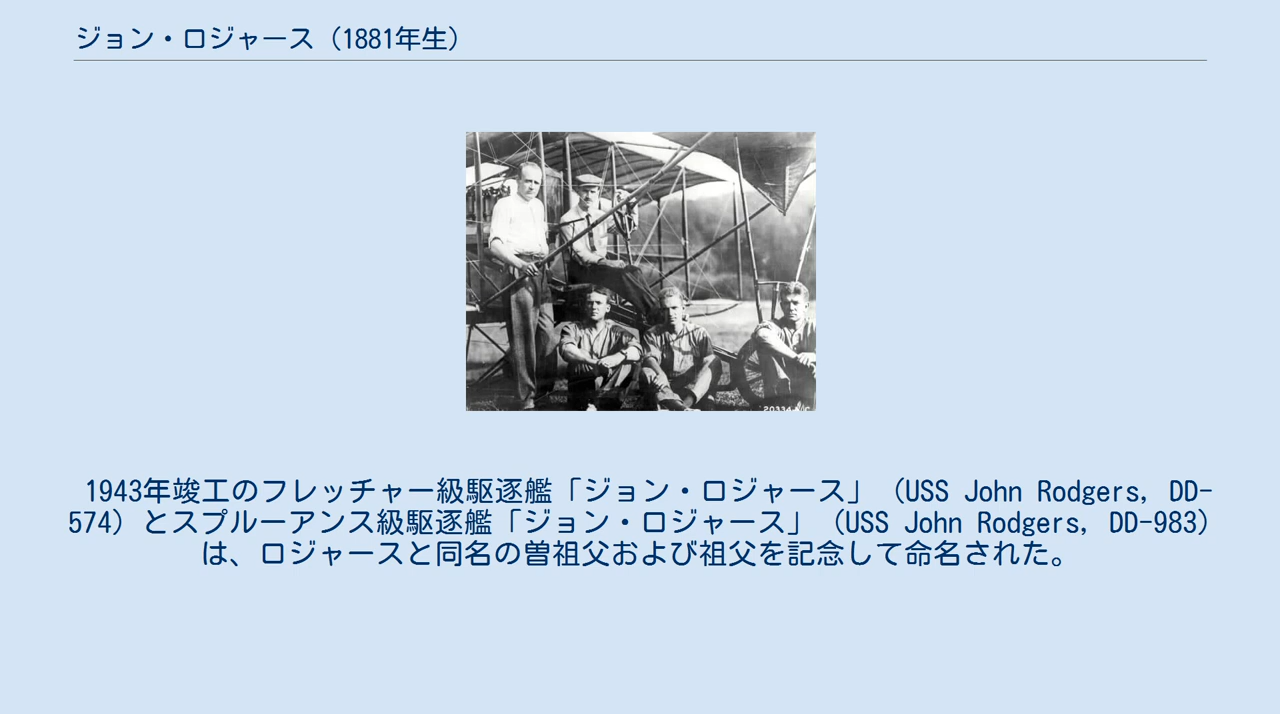 ジョン・ロジャース（1881年生）
1943年竣工のフレッチャー級駆逐艦「ジョン・ロジャース」（USS John Rodgers, DD-
574）とスプルーアンス級駆逐艦「ジョン・ロジャース」（USS John Rodgers, DD-983）
は、ロジャースと同名の曽祖父および祖父を記念して命名された。